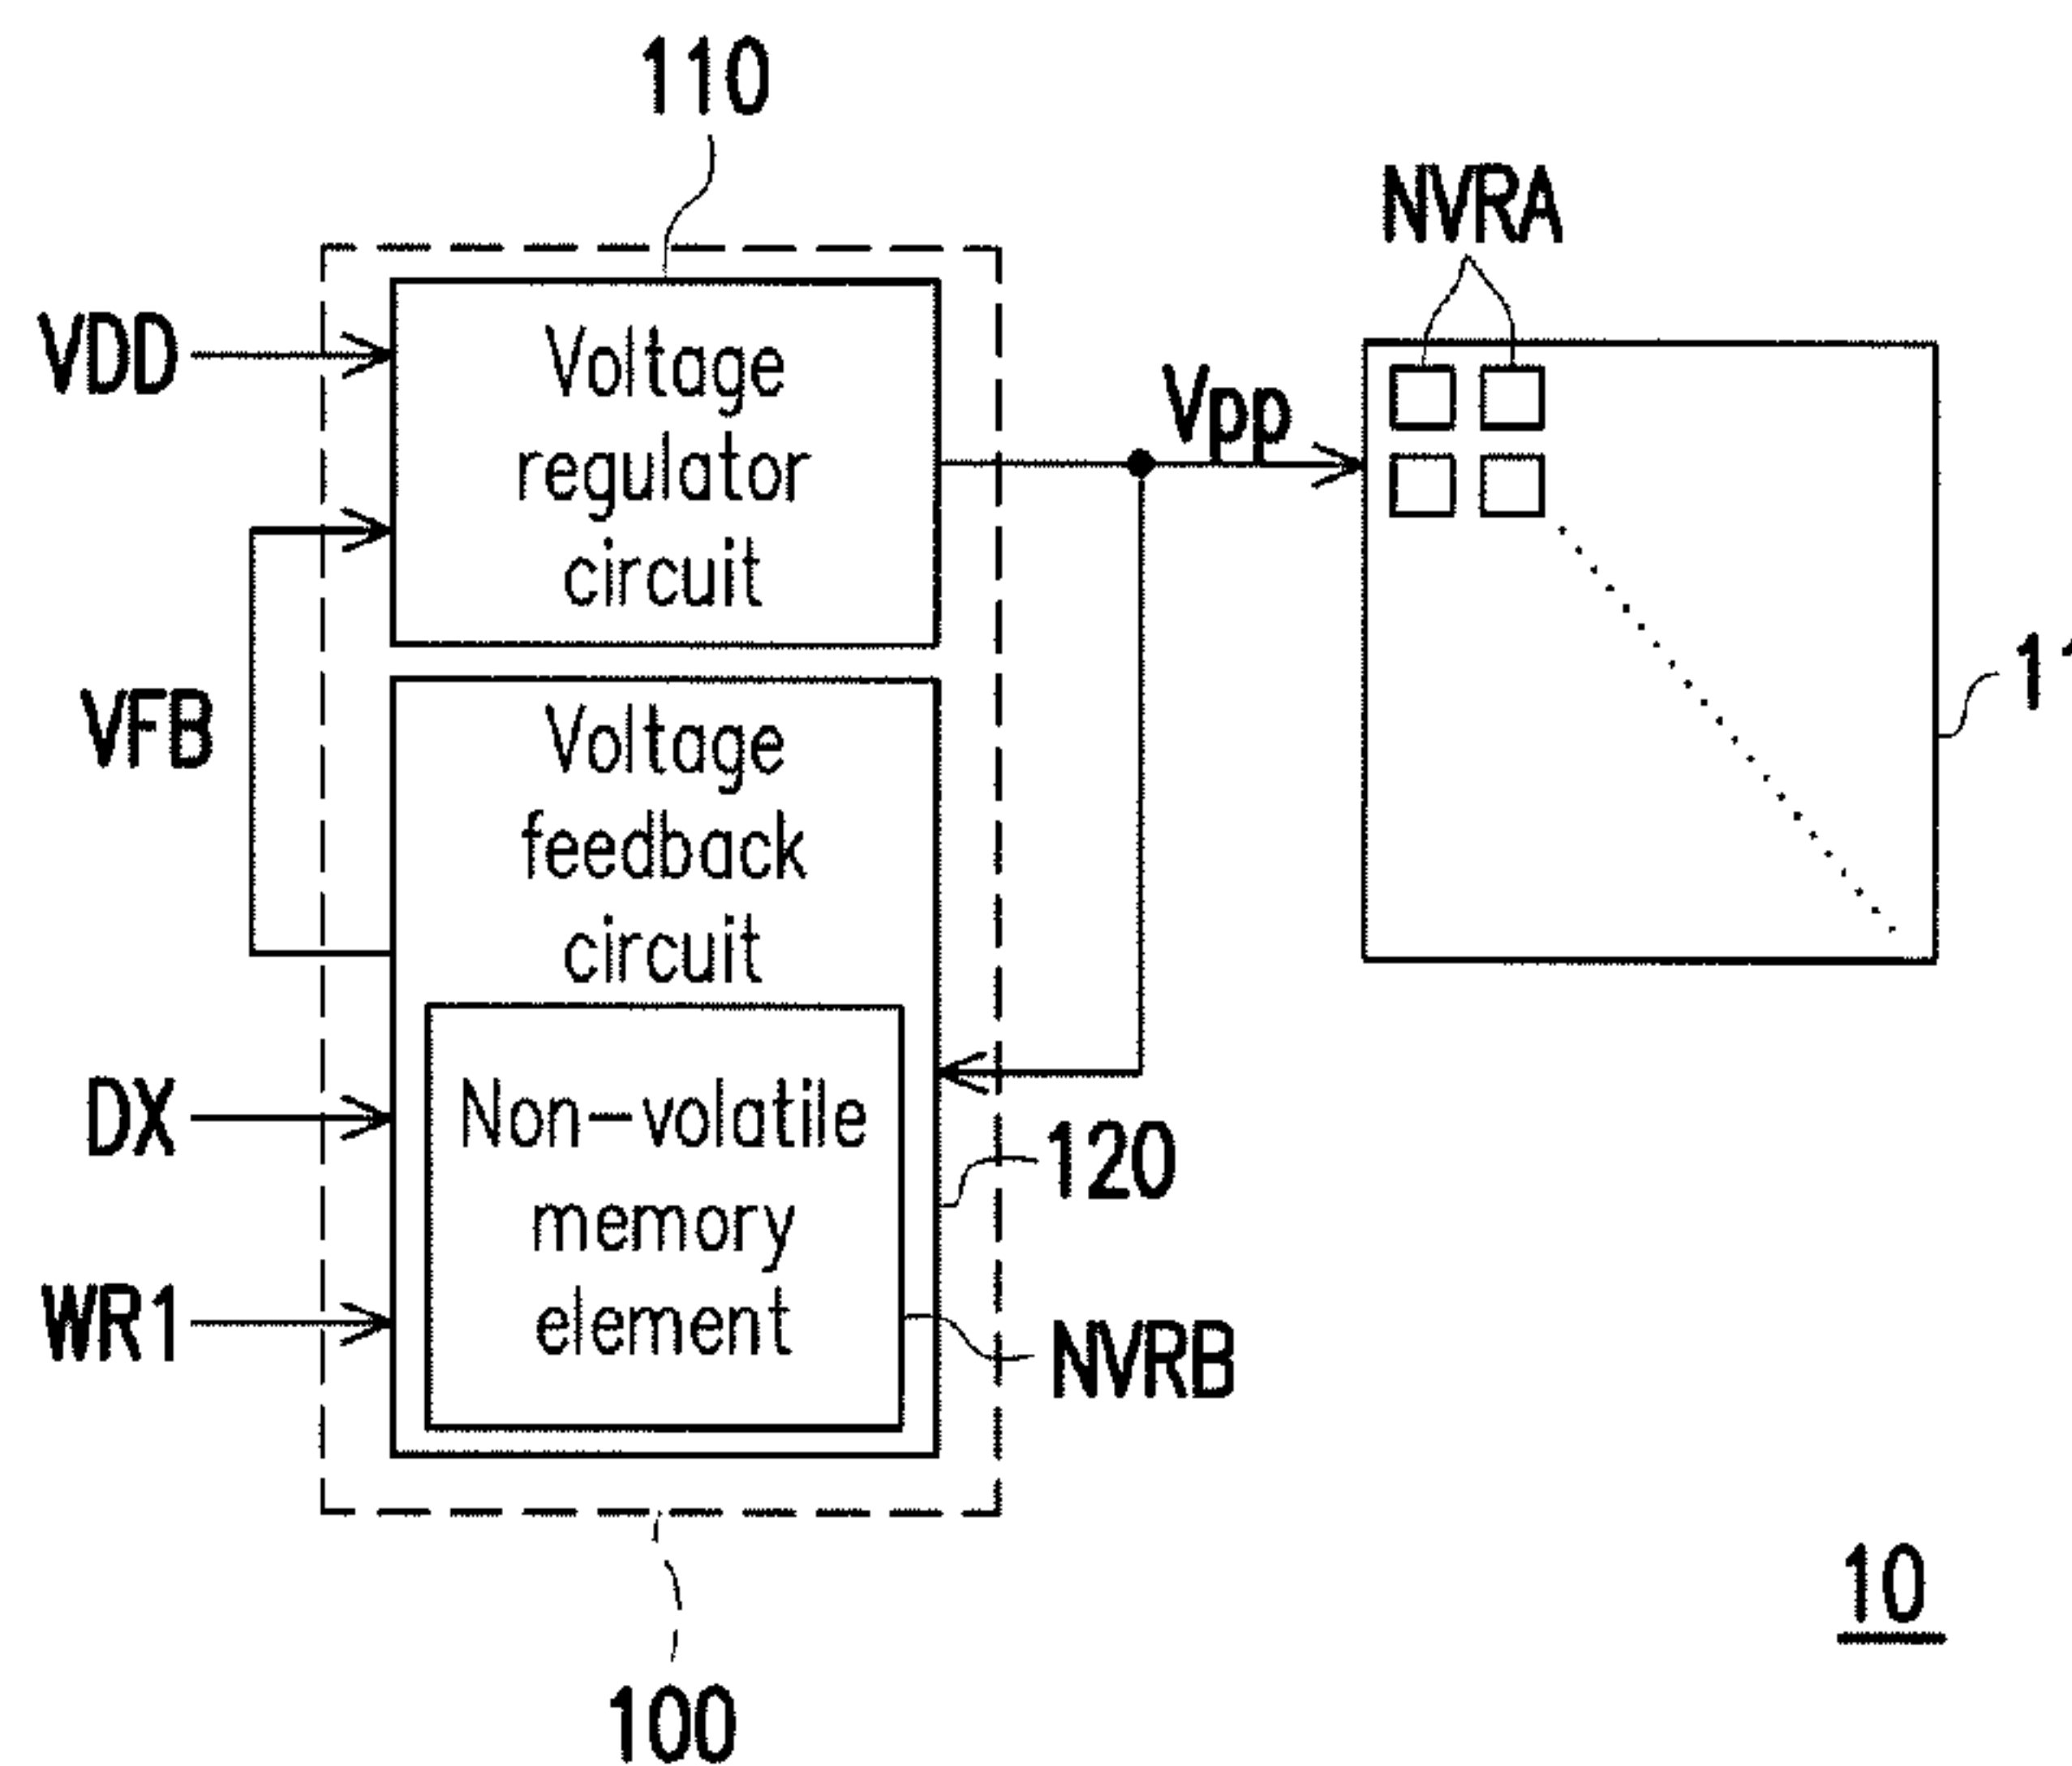 110
NVRA
VDD
Voltage
regulator
circuit
Vpp
VFB
Voltage
feedback
circuit
DX
Non-volatile
memory
element
120
WR1
NVRB
10
100